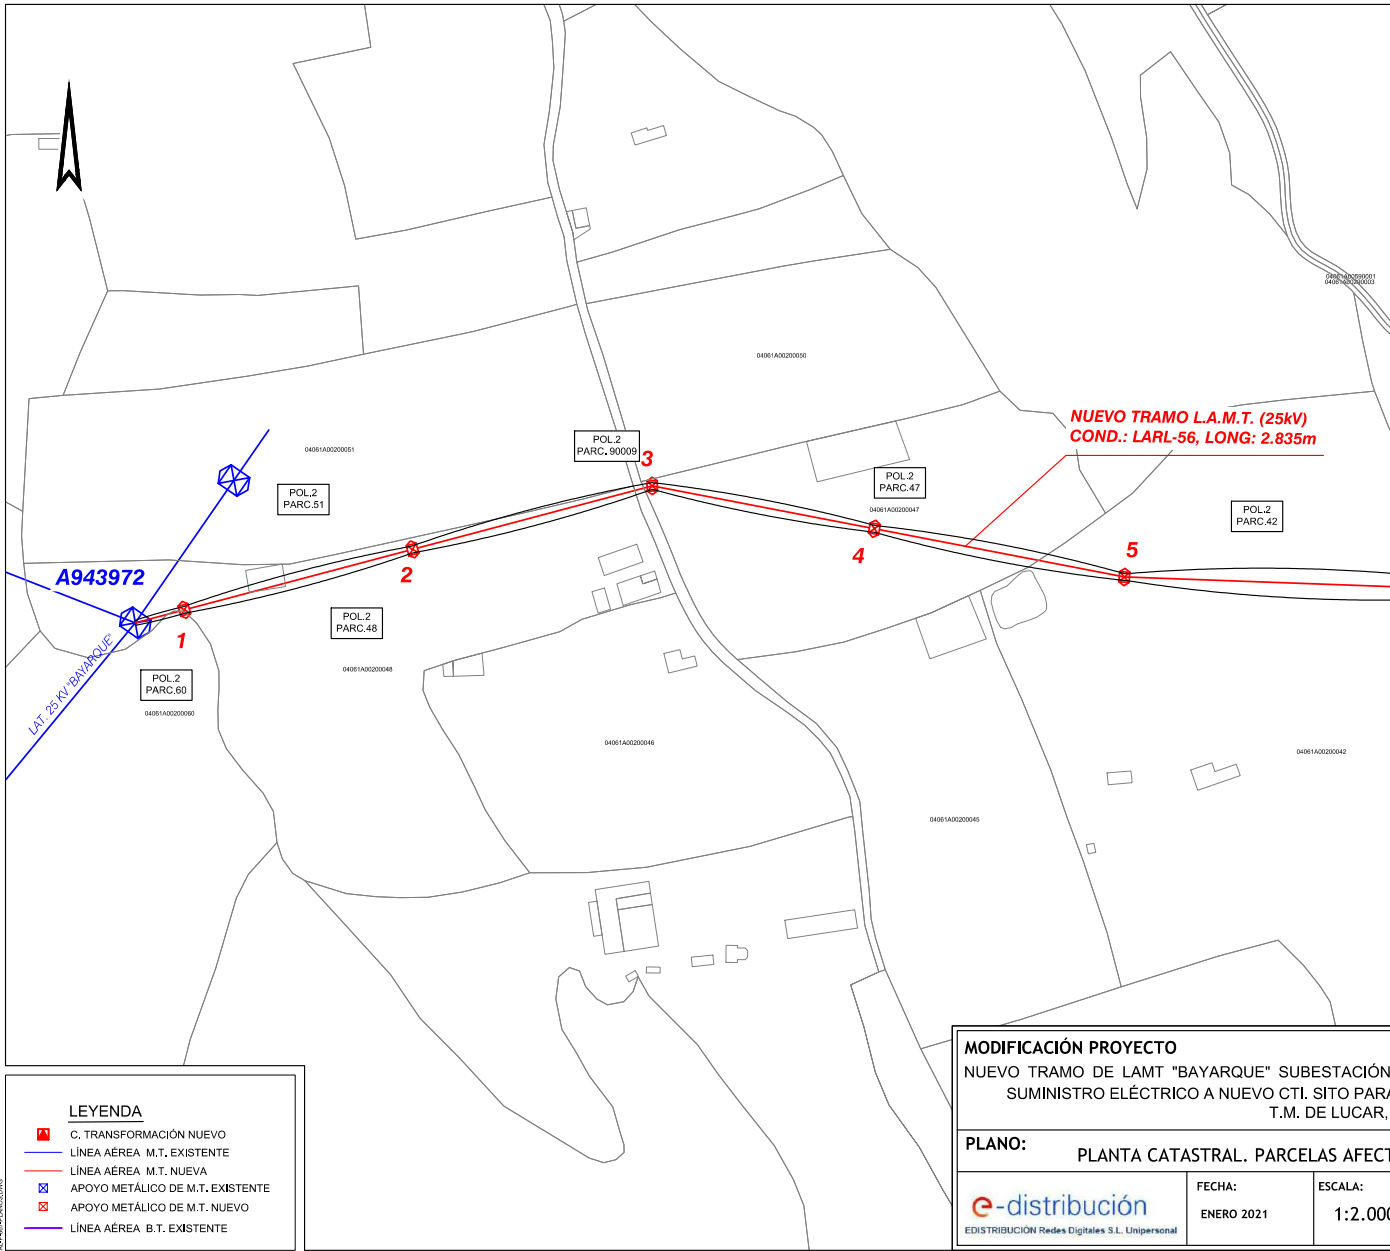 04061A00590001
04061A00200003
04061A00200050
NUEVO TRAMO L.A.M.T. (25kV)
COND.: LARL-56, LONG: 2.835m
04061A00200051
POL.2
PARC. 90009
3
POL.2
PARC.47
04061A00200047
POL.2
PARC.51
POL.2
PARC.42
4
5
A943972
2
1
POL.2
PARC.48
LAT. 25 KV "BAYARQUE"
04061A00200048
POL.2
PARC.60
04061A00200060
04061A00200046
04061A00200042
04061A00200045
LEYENDA
C. TRANSFORMACIÓN NUEVO
LÍNEA AÉREA M.T. EXISTENTE
LÍNEA AÉREA M.T. NUEVA
APOYO METÁLICO DE M.T. EXISTENTE
APOYO METÁLICO DE M.T. NUEVO
LÍNEA AÉREA B.T. EXISTENTE
MODIFICACIÓN PROYECTO
NUEVO TRAMO DE LAMT "BAYARQUE" SUBESTACIÓN
SUMINISTRO ELÉCTRICO A NUEVO CTI. SITO PARA
T.M. DE LUCAR,
PLANO:
PLANTA CATASTRAL. PARCELAS AFECT
e-distribución
EDISTRIBUCIÓN Redes Digitales S.L. Unipersonal
FECHA:
ENERO 2021
ESCALA:
1:2.000